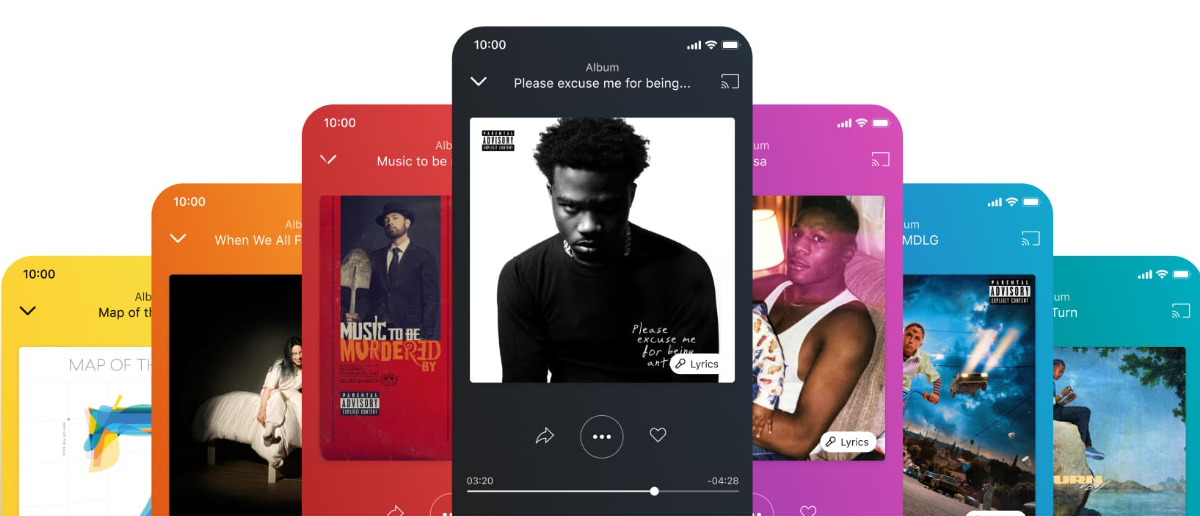 10:00
Album
Please excuse me for being...
PARENTAL
ADVISORY
EXPLICIT CONTENT
Please
excuse me
for being
ant
Lyrics
03:20
-04:28
10:00
Alb
Music to be
MUSIC TO BE
MURDERED
BY
SLIM SHADY
PARENTAL
ADVISORY
EXPLICIT CONTENT
um
sa
Lyrics
10:00
Alb
When We All F
um
MDLG
PARENTAL
ADVISORY
EXPLICIT CONTENT
10:00
Alb
Map of th
MAP OF TH
um
Turn
URN